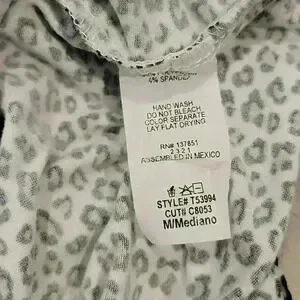 4% SPANDEX
HAND WASH
DO NOT BLEACH
COLOR SEPARATE
LAY FLAT DRYING
RN# 137851
2 3 2 1
ASSEMBLED IN MEXICO
STYLE# T53994
CUT# C8053
M/Mediano